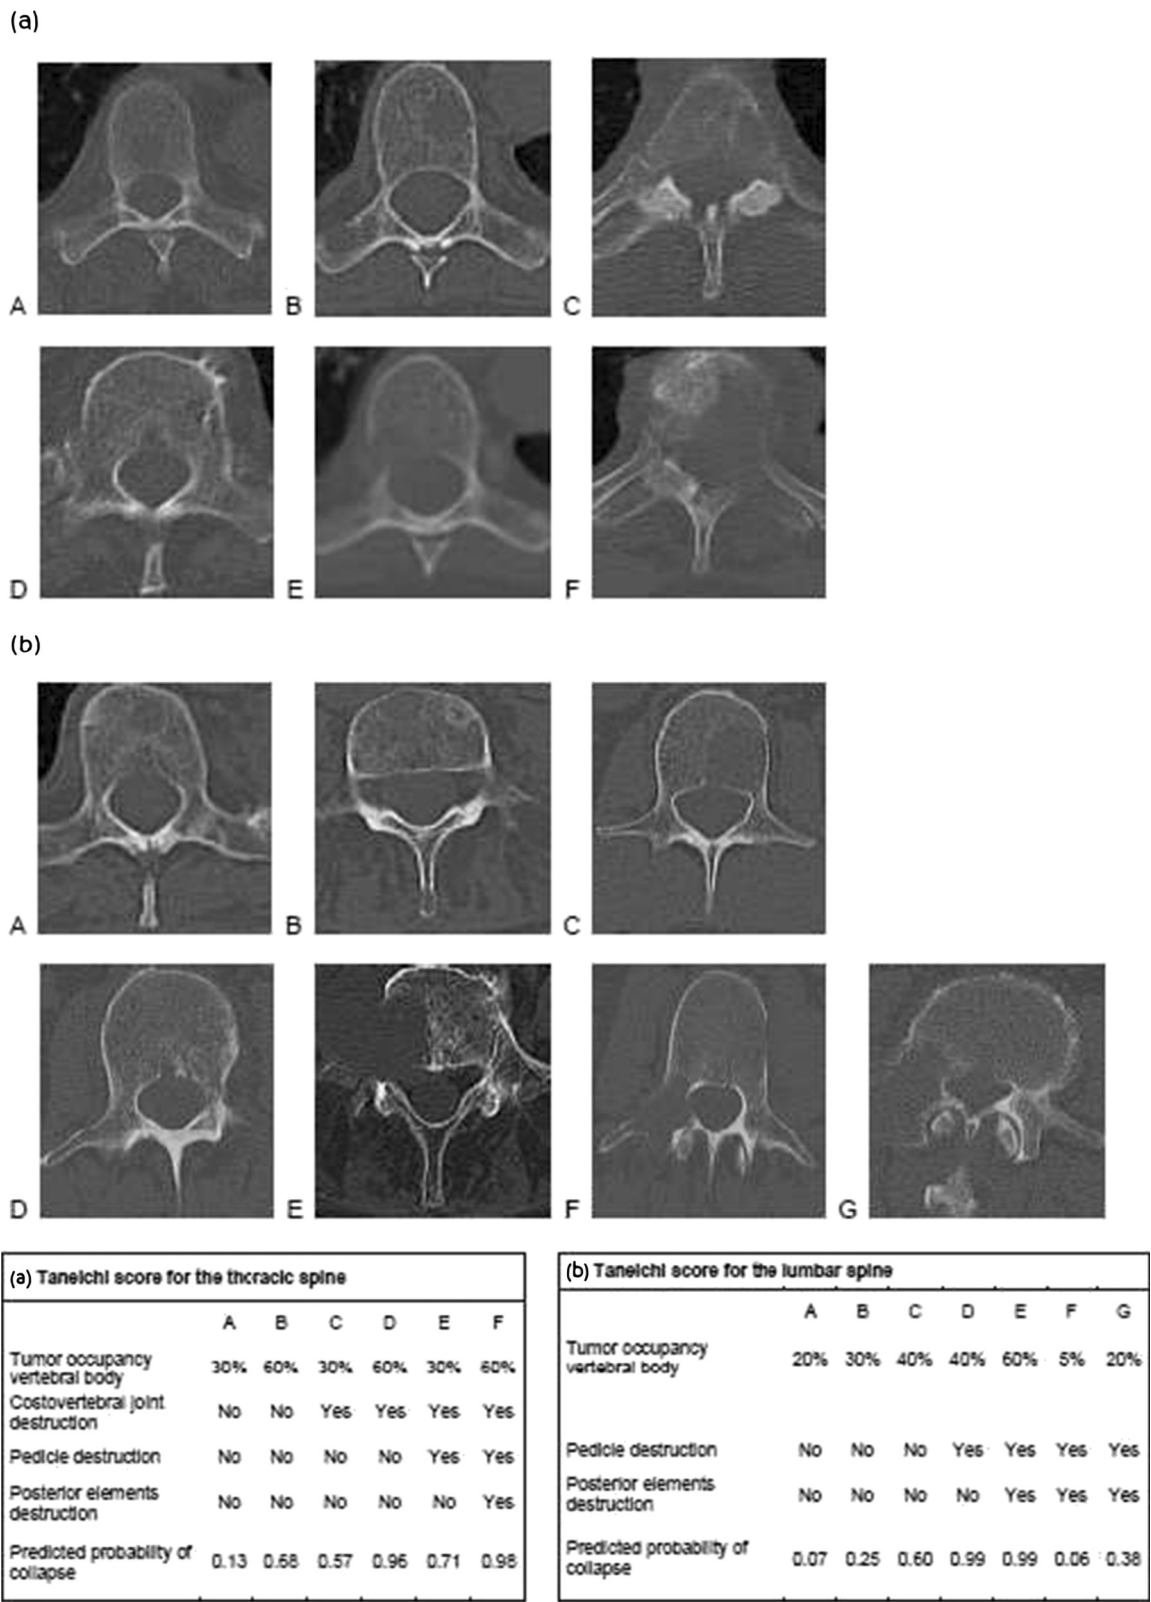 (a)
A B C
D E F
(b)
A B C
D E F G
(a) Taneichi score for the thoracic spine
A B C D E F
Tumor occupancy
vertebral body 30% 60% 30% 60% 30% 60%
Costovertebral joint
destruction No No Yes Yes Yes Yes
Pedicle destruction No No No No Yes Yes
Posterior elements
destruction No No No No No Yes
Predicted probability of
collapse 0.13 0.68 0.57 0.96 0.71 0.98
(b) Taneichi score for the lumbar spine
A B C D E F G
Tumor occupancy
vertebral body 20% 30% 40% 40% 60% 5% 20%
Pedicle destruction No No No Yes Yes Yes Yes
Posterior elements
destruction No No No No Yes Yes Yes
Predicted probability of
collapse 0.07 0.25 0.60 0.99 0.99 0.06 0.38